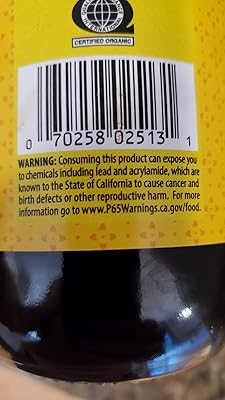 INTERNATIONAL
CERTIFIED ORGANIC
0 70258 02513 1
WARNING: Consuming this product can expose you
to chemicals including lead and acrylamide, which are
known to the State of California to cause cancer and
birth defects or other reproductive harm. For more
information go to www.P65Warnings.ca.gov/food.